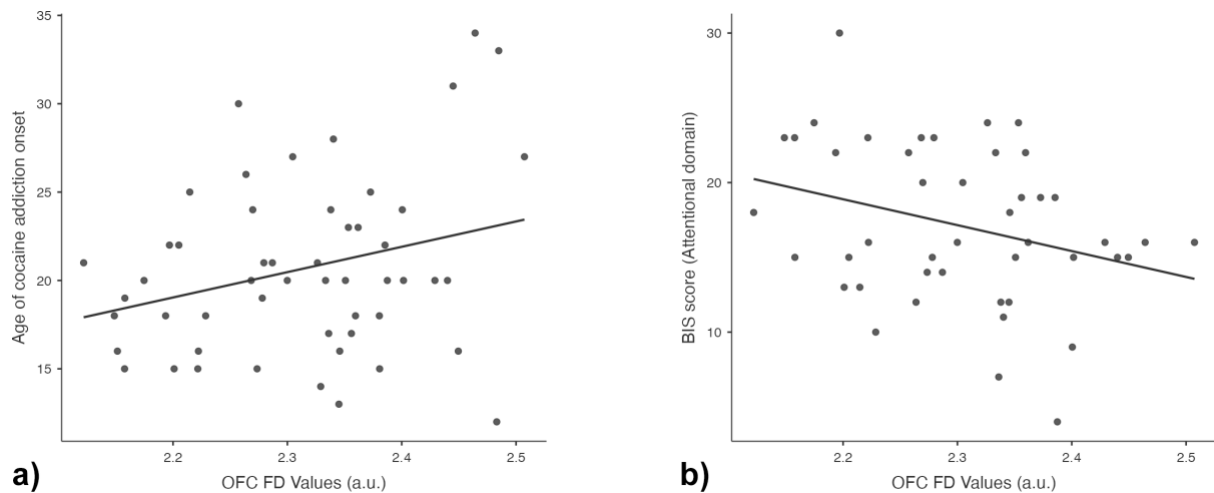 35
30
25
20
15
Age of cocaine addiction onset
2.2 2.3 2.4 2.5
OFC FD Values (a.u.)
a)
30
20
10
BIS score (Attentional domain)
2.2 2.3 2.4 2.5
OFC FD Values (a.u.)
b)